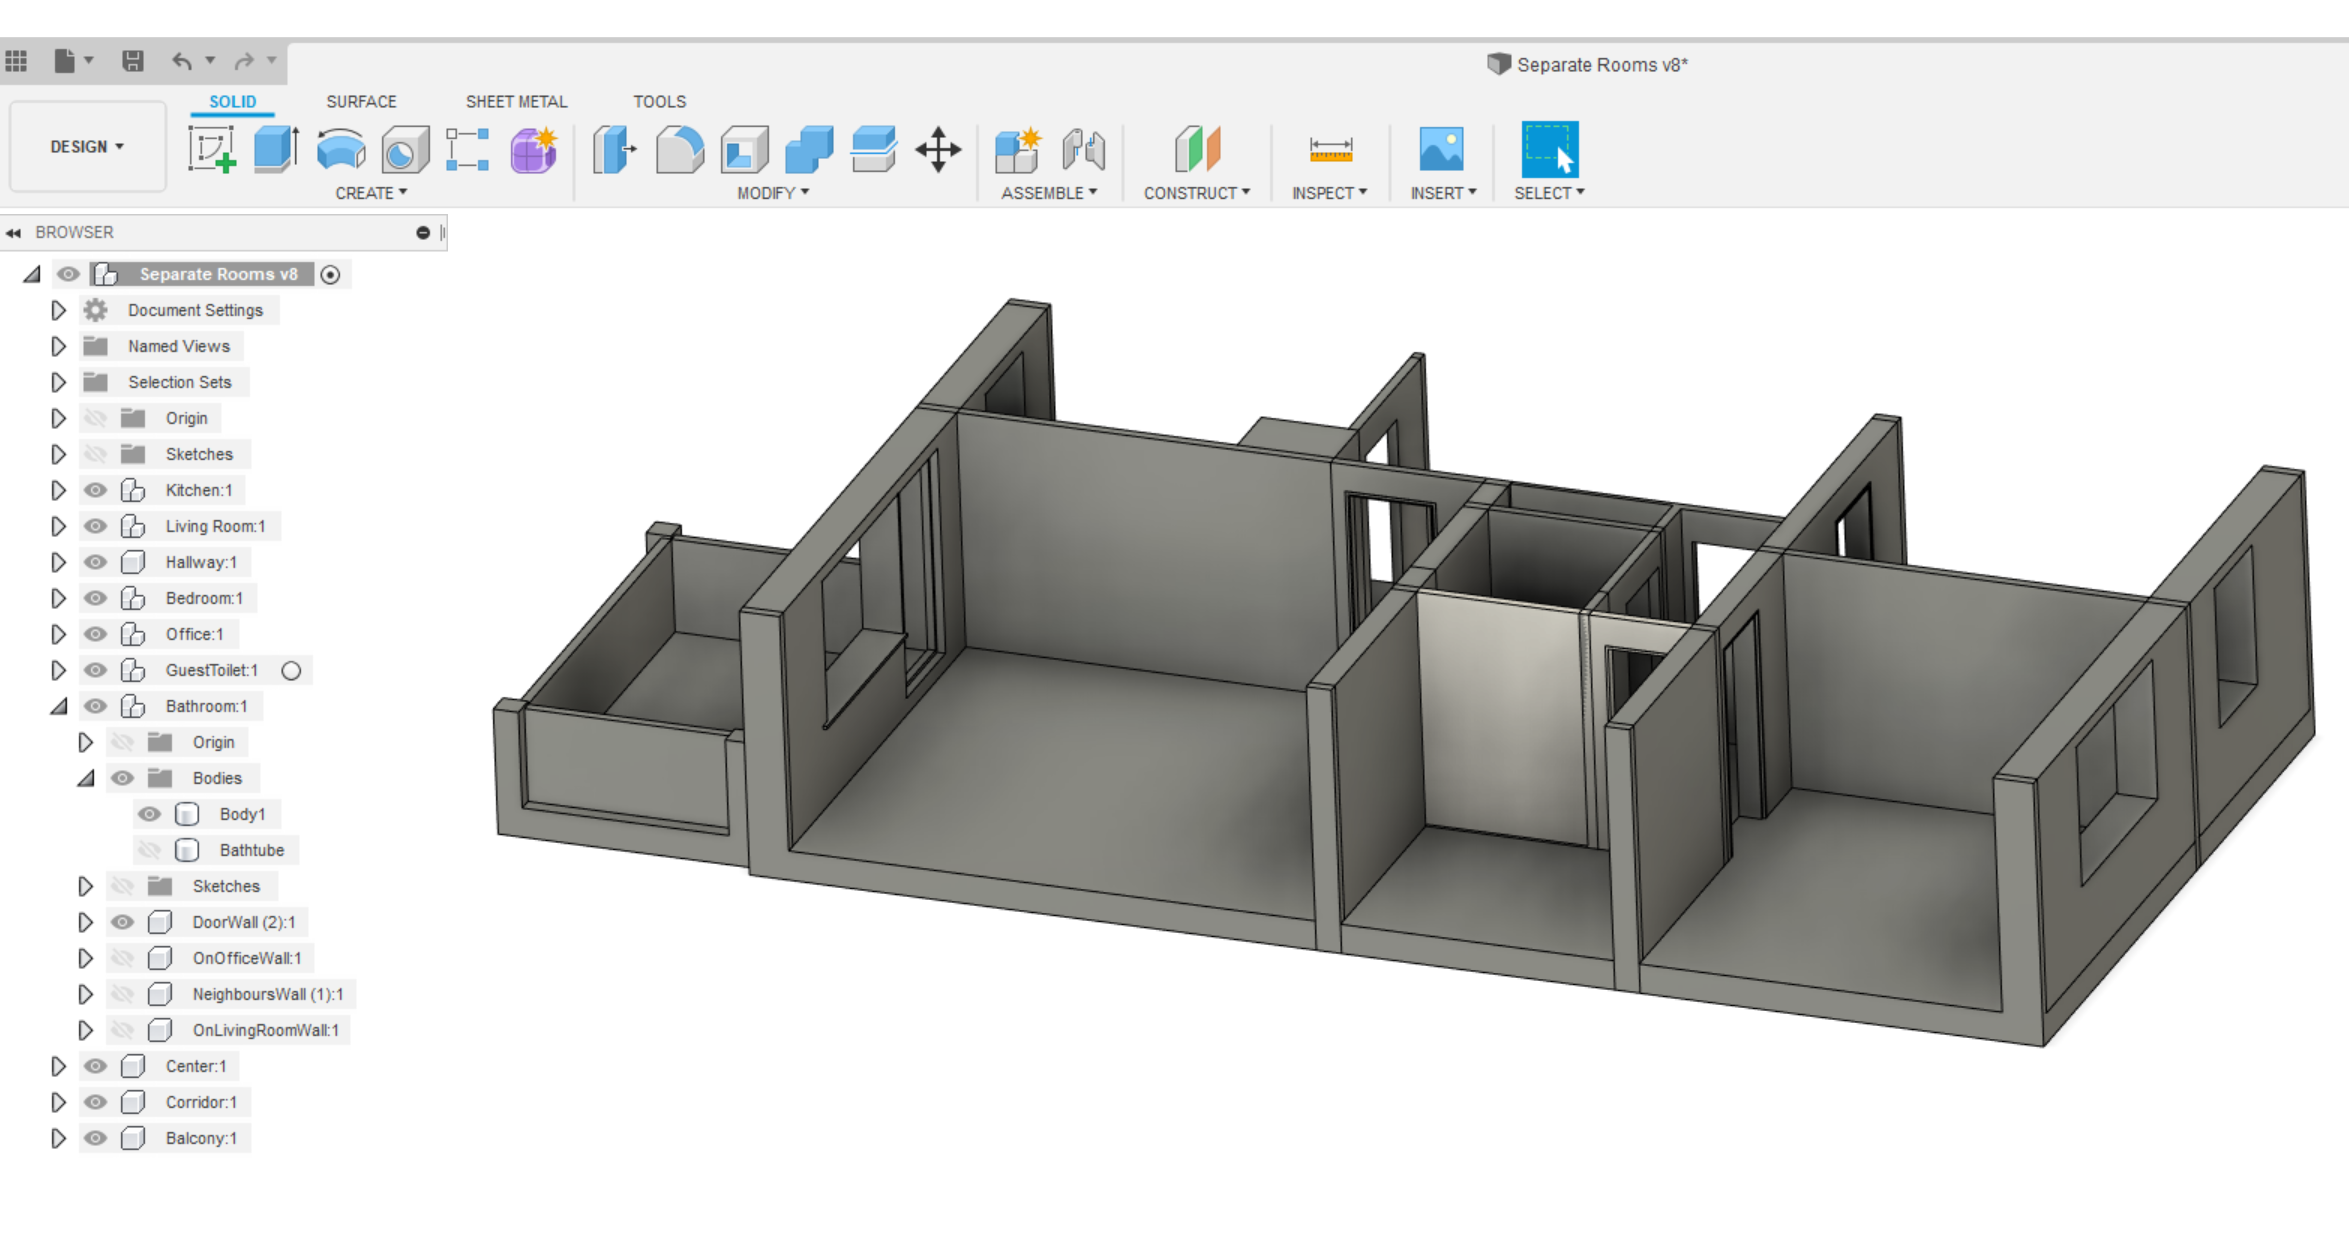 Separate Rooms v8*
SOLID SURFACE SHEET METAL TOOLS
DESIGN
CREATE MODIFY ASSEMBLE CONSTRUCT INSPECT INSERT SELECT
BROWSER
Separate Rooms v8
Document Settings
Named Views
Selection Sets
Origin
Sketches
Kitchen:1
Living Room:1
Hallway:1
Bedroom:1
Office:1
GuestToilet:1
Bathroom:1
Origin
Bodies
Body1
Bathtube
Sketches
DoorWall (2):1
OnOfficeWall:1
NeighboursWall (1):1
OnLivingRoomWall:1
Center:1
Corridor:1
Balcony:1